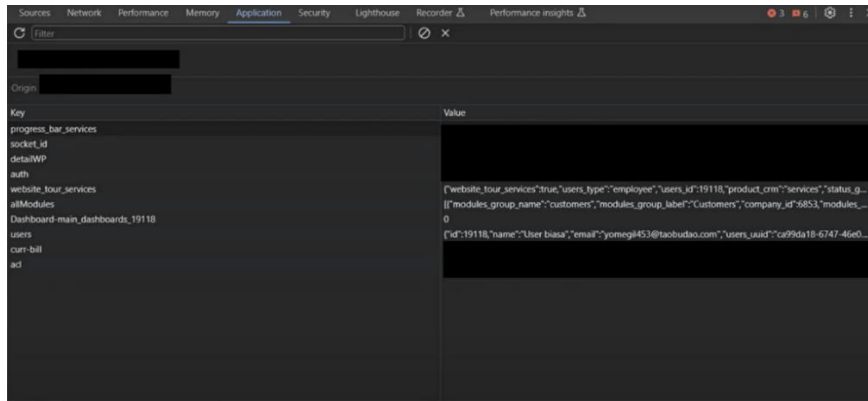 Sources Network Performance Memory Application Security Lighthouse Recorder Performance insights 3 6
Filter
Origin
Key Value
progress_bar_services
socket_id
detailWP
auth
website_tour_services {"website_tour_services":true,"users_type":"employee","users_id":19118,"product_crm":"services","status_g...
allModules [{"modules_group_name":"customers","modules_group_label":"Customers","company_id":6853,"modules_...
Dashboard-main_dashboards_19118 0
users {"id":19118,"name":"User biasa","email":"yomegil453@taobudao.com","users_uuid":"ca99da18-6747-46e0...
curr-bill
acl